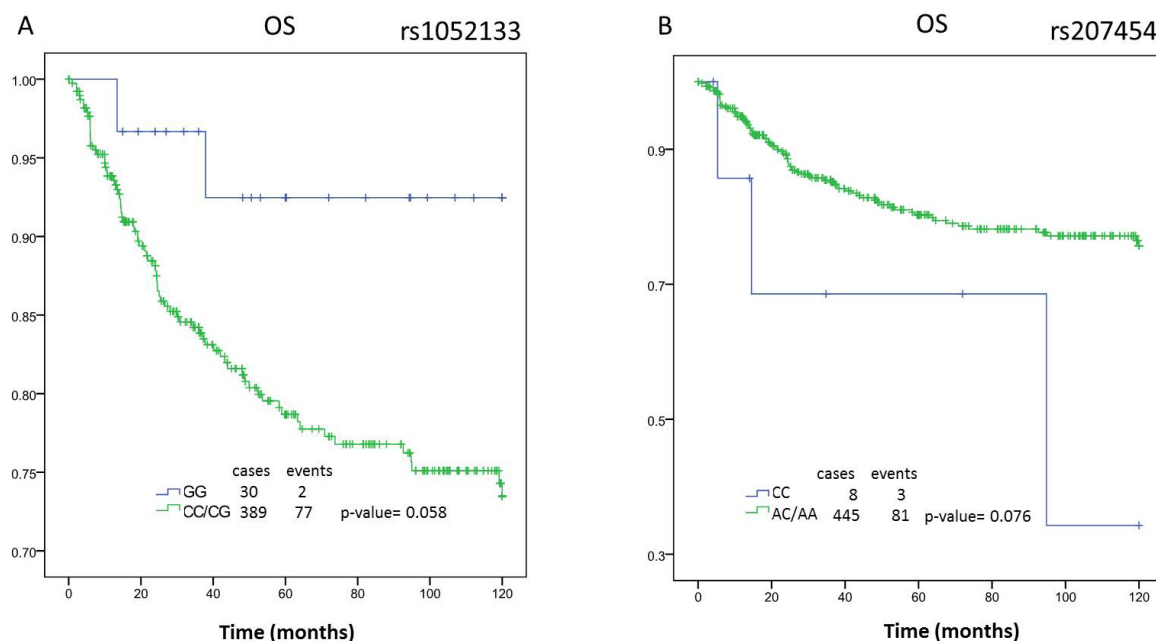 A OS rs1052133
1.00
0.95
0.90
0.85
0.80
0.75
0.70
cases events
GG 30 2
CC/CG 389 77 p-value= 0.058
0 20 40 60 80 100 120
Time (months)
B OS rs207454
0.9
0.7
0.5
0.3
cases events
CC 8 3
AC/AA 445 81 p-value= 0.076
0 20 40 60 80 100 120
Time (months)